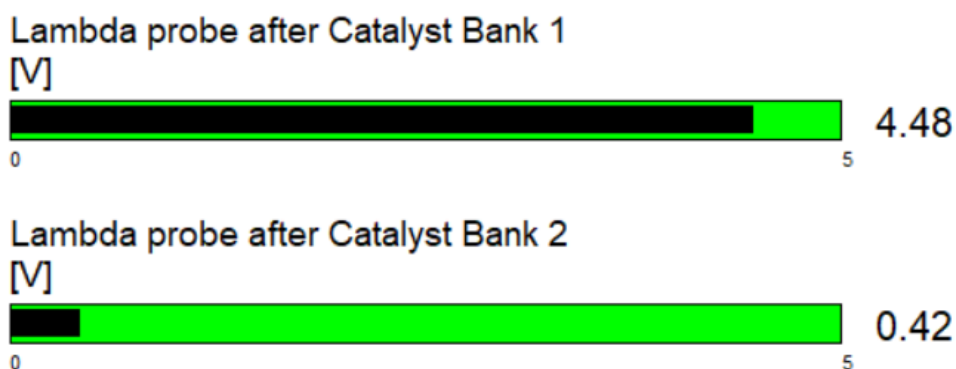 Lambda probe after Catalyst Bank 1
[V]
4.48
0 5
Lambda probe after Catalyst Bank 2
[V]
0.42
0 5